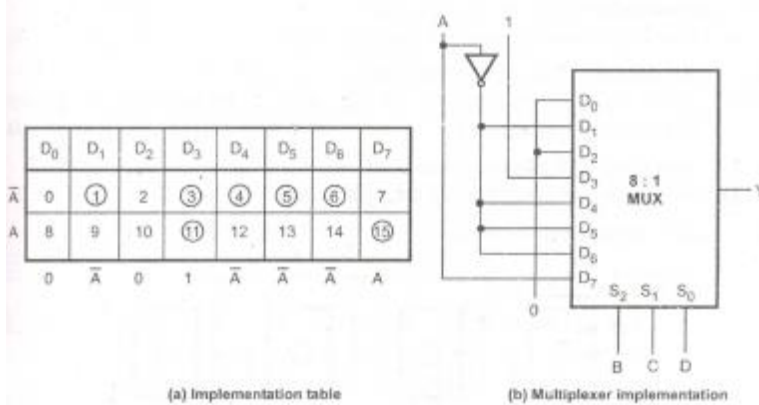 D0 D1 D2 D3 D4 D5 D6 D7
A̅ 0 1 2 3 4 5 6 7
A 8 9 10 11 12 13 14 15
0 A̅ 0 1 A̅ A̅ A̅ A
(a) Implementation table
A 1
D0
D1
D2
D3
D4
D5
D6
D7
8 : 1
MUX
Y
S2 S1 S0
0
B C D
(b) Multiplexer implementation